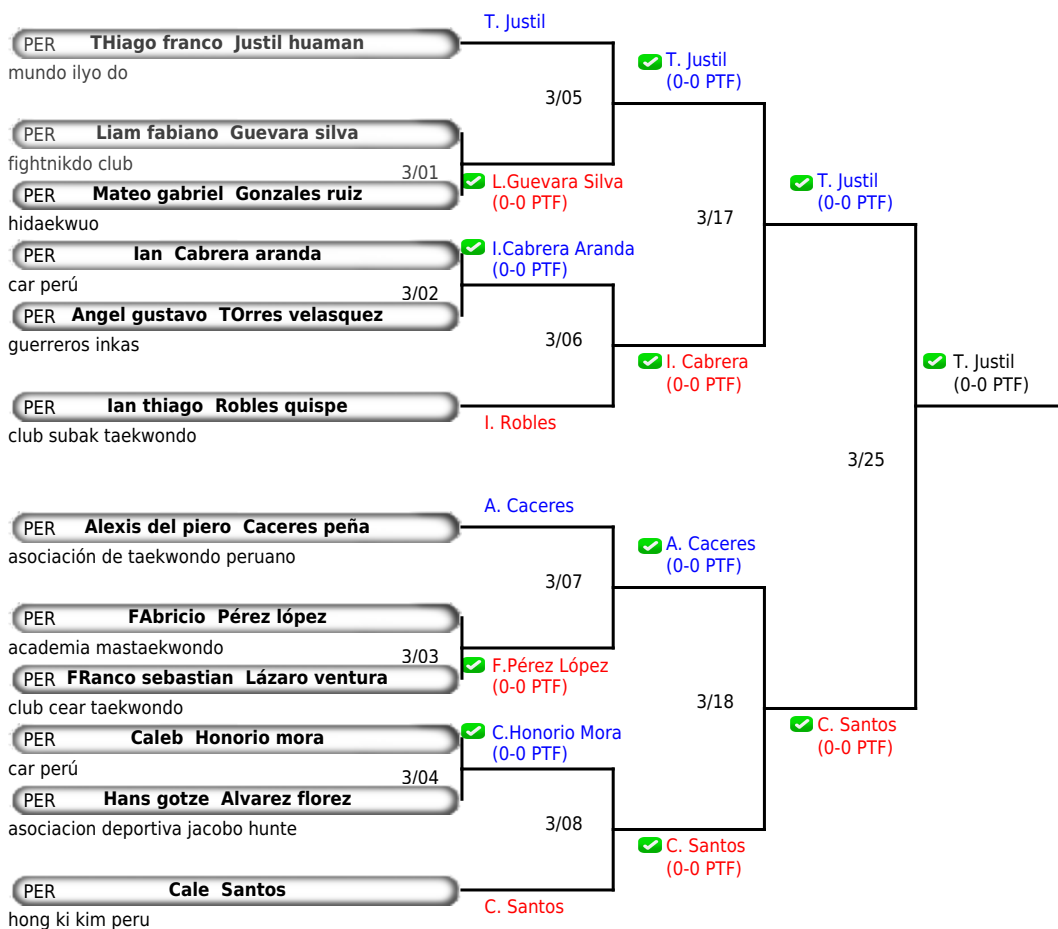 T. Justil
PER THiago franco Justil huaman
mundo ilyo do
T. Justil
(0-0 PTF)
3/05
PER Liam fabiano Guevara silva
fightnikdo club
3/01
L.Guevara Silva
(0-0 PTF)
PER Mateo gabriel Gonzales ruiz
hidaekwuo
T. Justil
(0-0 PTF)
3/17
PER Ian Cabrera aranda
car perú
I.Cabrera Aranda
(0-0 PTF)
3/02
PER Angel gustavo TOrres velasquez
guerreros inkas
3/06
I. Cabrera
(0-0 PTF)
T. Justil
(0-0 PTF)
PER Ian thiago Robles quispe
club subak taekwondo
I. Robles
3/25
A. Caceres
PER Alexis del piero Caceres peña
asociación de taekwondo peruano
A. Caceres
(0-0 PTF)
3/07
PER FAbricio Pérez lópez
academia mastaekwondo
3/03
F.Pérez López
(0-0 PTF)
PER FRanco sebastian Lázaro ventura
club cear taekwondo
3/18
C. Santos
(0-0 PTF)
PER Caleb Honorio mora
car perú
C.Honorio Mora
(0-0 PTF)
3/04
PER Hans gotze Alvarez florez
asociacion deportiva jacobo hunte
3/08
C. Santos
(0-0 PTF)
PER Cale Santos
hong ki kim peru
C. Santos